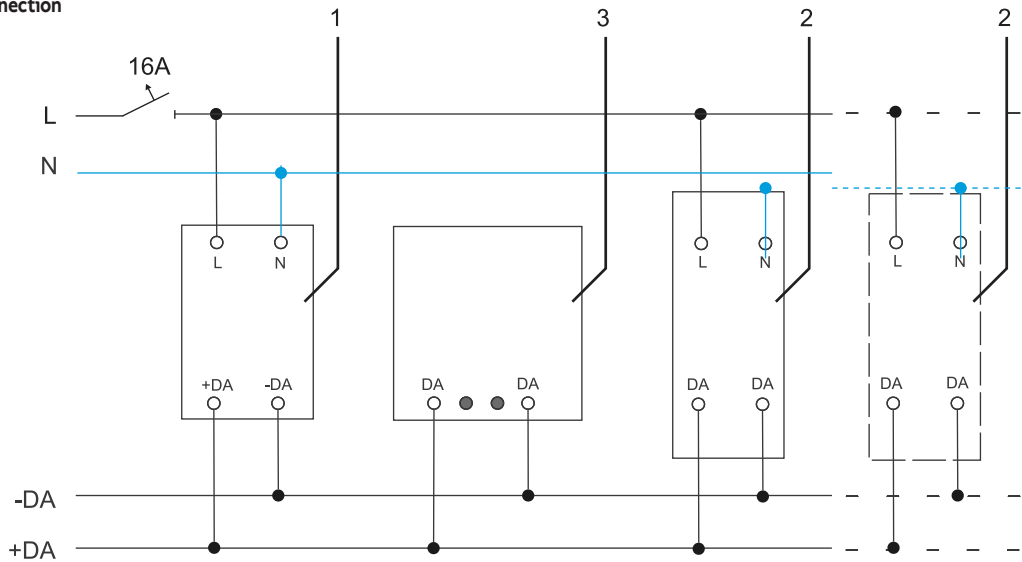 nection
1 3 2 2
16A
L
N
L N L N L N
+DA -DA DA DA DA DA DA DA
-DA
+DA